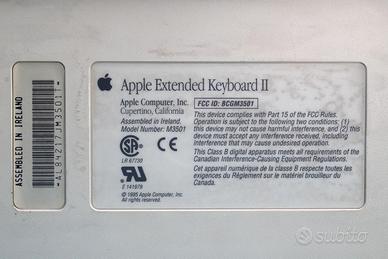 ASSEMBLED IN IRELAND
-AL84217JM3501T-
Apple Extended Keyboard II
Apple Computer, Inc.
Cupertino, California
Assembled in Ireland.
Model Number: M3501
SA
CE
LR 67730
E 141979
© 1995 Apple Computer, Inc.
All rights reserved.
FCC ID: BCGM3501
This device complies with Part 15 of the FCC Rules.
Operation is subject to the following two conditions: (1)
this device may not cause harmful interference, and (2) this
device must accept any interference received, including
interference that may cause undesired operation.
This Class B digital apparatus meets all requirements of the
Canadian Interference-Causing Equipment Regulations.
Cet appareil numérique de la classe B respecte toutes les
exigences du Règlement sur le matériel brouilleur du
Canada.
subito